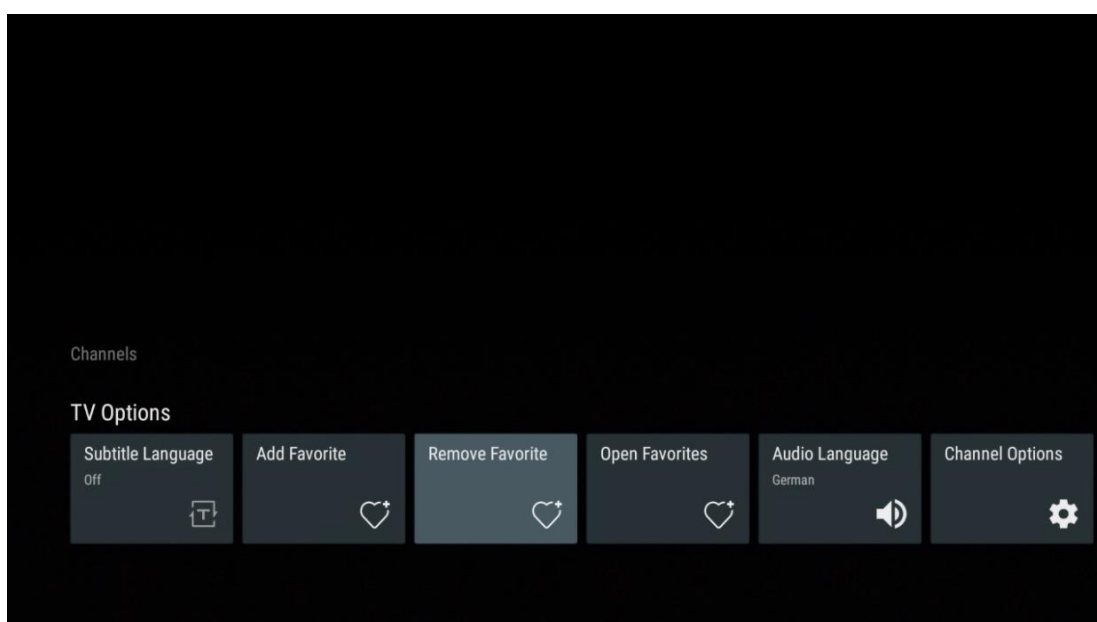 Channels
TV Options
Subtitle Language
Off
Add Favorite
Remove Favorite
Open Favorites
Audio Language
German
Channel Options